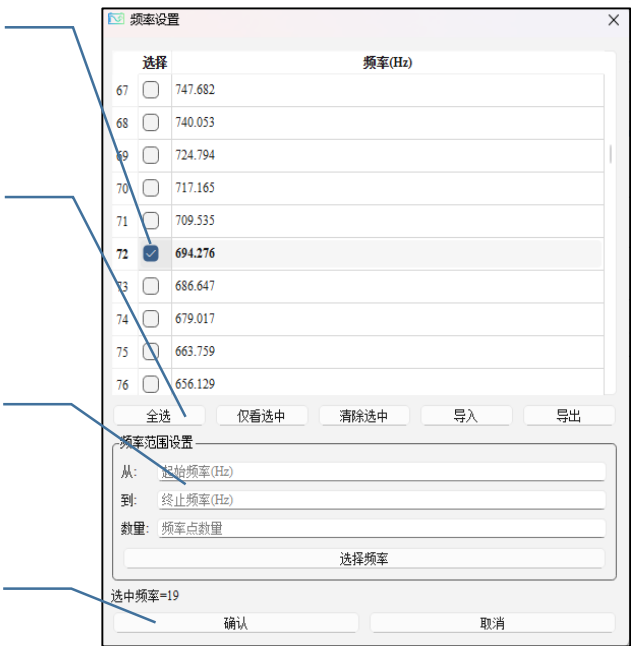 频率设置
选择 频率(Hz)
67 747.682
68 740.053
69 724.794
70 717.165
71 709.535
72 694.276
73 686.647
74 679.017
75 663.759
76 656.129
全选 仅看选中 清除选中 导入 导出
频率范围设置
从: 起始频率(Hz)
到: 终止频率(Hz)
数量: 频率点数量
选择频率
选中频率=19
确认 取消